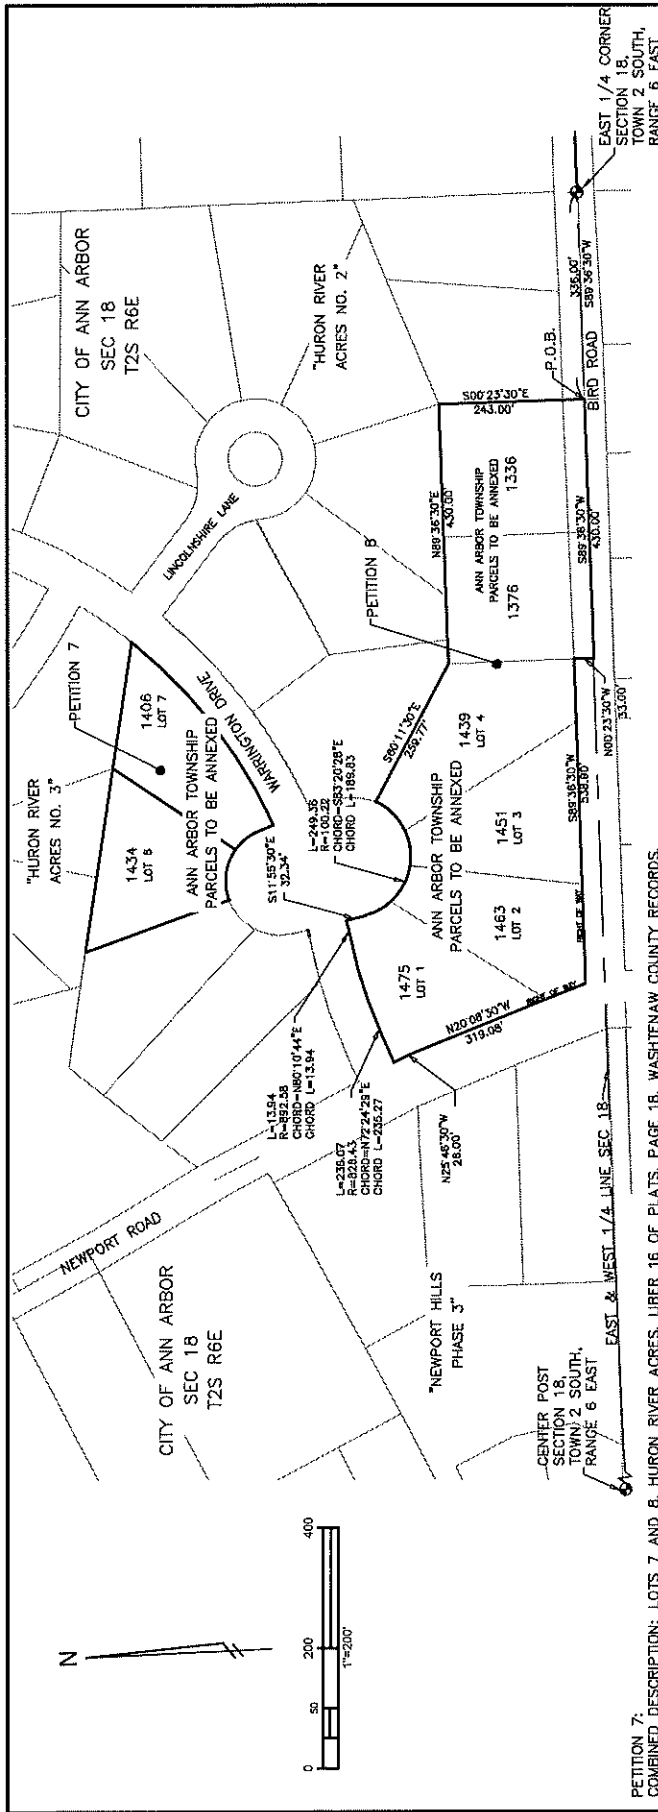 N
0
50
200
400
1"=200'
NEWPORT ROAD
CITY OF ANN ARBOR
SEC 18
T2S R6E
"HURON RIVER
ACRES NO. 3"
PETITION 7
1434
LOT 8
1406
LOT 7
ANN ARBOR TOWNSHIP
PARCELS TO BE ANNEXED
WARRINGTON DRIVE
LINCOLNSHIRE LANE
CITY OF ANN ARBOR
SEC 18
T2S R6E
"HURON RIVER
ACRES NO. 2"
L=13.94
R=892.58
CHORD=N80°10'44"E
CHORD L=13.94
S11°55'30"E
32.34'
L=249.36
R=100.22
CHORD=S83°20'28"E
CHORD L=189.83
L=236.07
R=828.43
CHORD=N72°24'29"E
CHORD L=235.27
N25°46'30"W
28.00'
N20°08'30"W
319.08'
RIGHT OF WAY
1475
LOT 1
1463
LOT 2
1451
LOT 3
1439
LOT 4
ANN ARBOR TOWNSHIP
PARCELS TO BE ANNEXED
S60°11'30"E
259.77'
PETITION 8
N89°36'30"E
430.00'
1376
1336
ANN ARBOR TOWNSHIP
PARCELS TO BE ANNEXED
S00°23'30"E
243.00'
P.O.B.
BIRD ROAD
S89°36'30"W
430.00'
N00°23'30"W
33.00'
S89°36'30"W
RIGHT OF WAY
336.00'
S89°36'30"W
EAST 1/4 CORNER
SECTION 18,
TOWN 2 SOUTH,
RANGE 6 EAST
"NEWPORT HILLS
PHASE 3"
CENTER POST
SECTION 18,
TOWN 2 SOUTH,
RANGE 6 EAST
EAST & WEST 1/4 LINE SEC 18
PETITION 7:
COMBINED DESCRIPTION: LOTS 7 AND 8, HURON RIVER ACRES, LIBER 16 OF PLATS, PAGE 18, WASHTENAW COUNTY RECORDS.